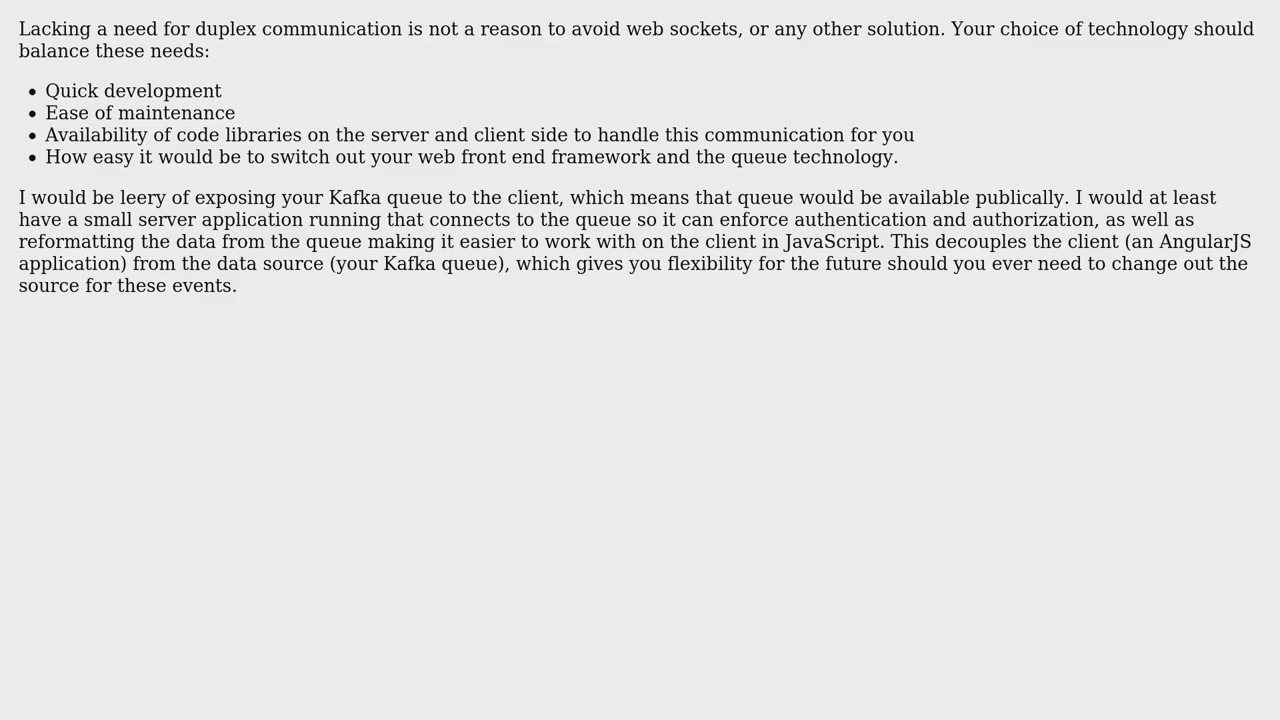 Lacking a need for duplex communication is not a reason to avoid web sockets, or any other solution. Your choice of technology should
balance these needs:
• Quick development
• Ease of maintenance
• Availability of code libraries on the server and client side to handle this communication for you
• How easy it would be to switch out your web front end framework and the queue technology.
I would be leery of exposing your Kafka queue to the client, which means that queue would be available publically. I would at least
have a small server application running that connects to the queue so it can enforce authentication and authorization, as well as
reformatting the data from the queue making it easier to work with on the client in JavaScript. This decouples the client (an AngularJS
application) from the data source (your Kafka queue), which gives you flexibility for the future should you ever need to change out the
source for these events.